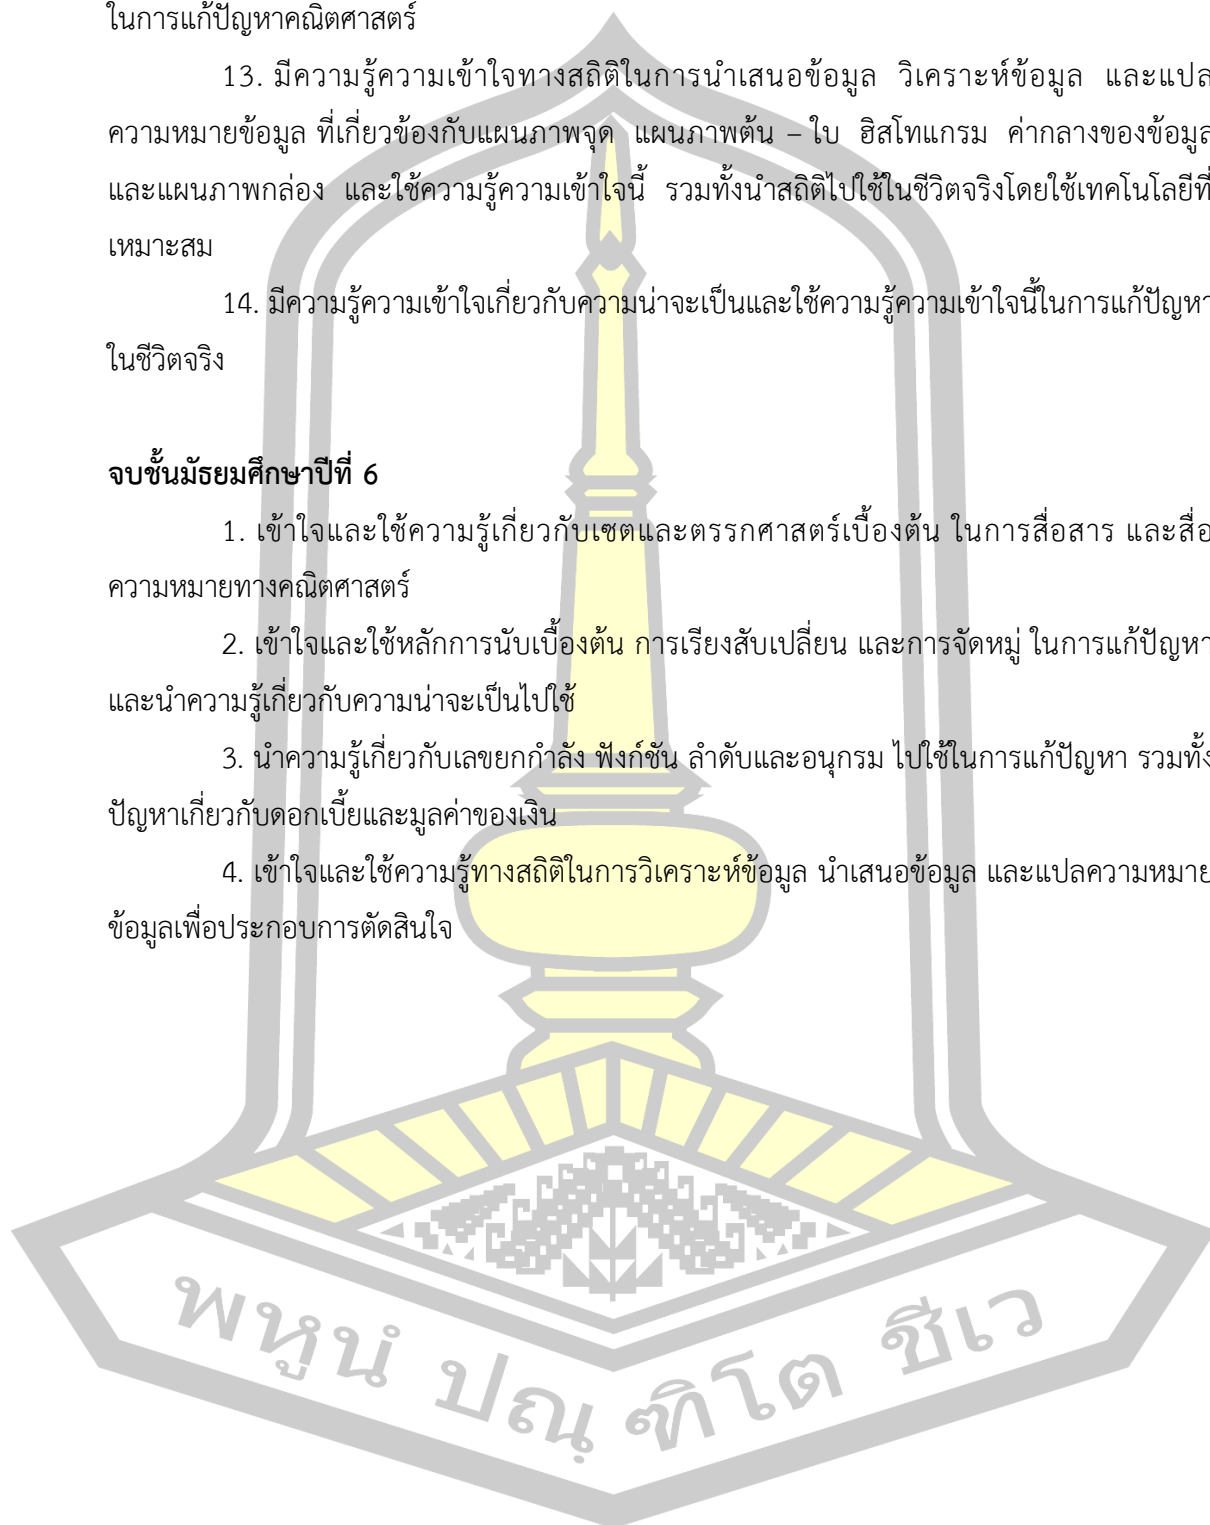 ในการแก้ปัญหาคณิตศาสตร์
13. มีความรู้ความเข้าใจทางสถิติในการนำเสนอข้อมูล วิเคราะห์ข้อมูล และแปล
ความหมายข้อมูล ที่เกี่ยวข้องกับแผนภาพจุด แผนภาพต้น – ใบ ฮิสโทแกรม ค่ากลางของข้อมูล
และแผนภาพกล่อง และใช้ความรู้ความเข้าใจนี้ รวมทั้งนำสถิติไปใช้ในชีวิตจริงโดยใช้เทคโนโลยีที่
เหมาะสม
14. มีความรู้ความเข้าใจเกี่ยวกับความน่าจะเป็นและใช้ความรู้ความเข้าใจนี้ในการแก้ปัญหา
ในชีวิตจริง
จบชั้นมัธยมศึกษาปีที่ 6
1. เข้าใจและใช้ความรู้เกี่ยวกับเซตและตรรกศาสตร์เบื้องต้น ในการสื่อสาร และสื่อ
ความหมายทางคณิตศาสตร์
2. เข้าใจและใช้หลักการนับเบื้องต้น การเรียงสับเปลี่ยน และการจัดหมู่ ในการแก้ปัญหา
และนำความรู้เกี่ยวกับความน่าจะเป็นไปใช้
3. นำความรู้เกี่ยวกับเลขยกกำลัง ฟังก์ชัน ลำดับและอนุกรม ไปใช้ในการแก้ปัญหา รวมทั้ง
ปัญหาเกี่ยวกับดอกเบี้ยและมูลค่าของเงิน
4. เข้าใจและใช้ความรู้ทางสถิติในการวิเคราะห์ข้อมูล นำเสนอข้อมูล และแปลความหมาย
ข้อมูลเพื่อประกอบการตัดสินใจ
พหูนํ ปณฺฑิโต ชีเว